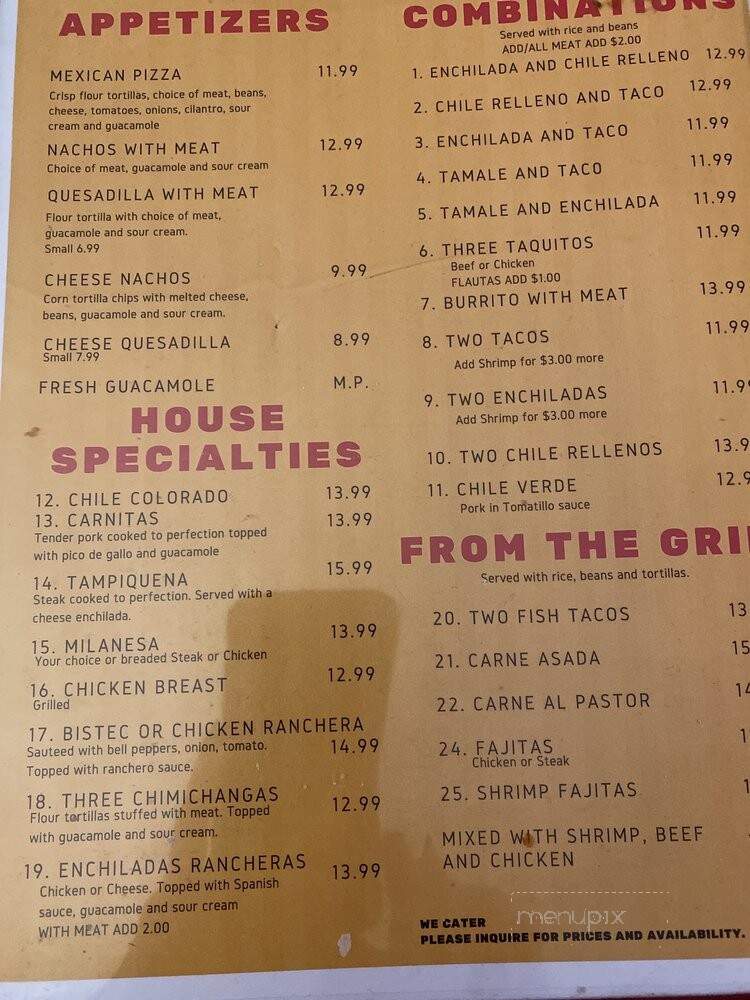 APPETIZERS
MEXICAN PIZZA 11.99
Crisp flour tortillas, choice of meat, beans,
cheese, tomatoes, onions, cilantro, sour
cream and guacamole
NACHOS WITH MEAT 12.99
Choice of meat, guacamole and sour cream
QUESADILLA WITH MEAT 12.99
Flour tortilla with choice of meat,
guacamole and sour cream.
Small 6.99
CHEESE NACHOS 9.99
Corn tortilla chips with melted cheese,
beans, guacamole and sour cream.
CHEESE QUESADILLA 8.99
Small 7.99
FRESH GUACAMOLE M.P.
HOUSE
SPECIALTIES
12. CHILE COLORADO 13.99
13. CARNITAS 13.99
Tender pork cooked to perfection topped
with pico de gallo and guacamole
14. TAMPIQUENA 15.99
Steak cooked to perfection. Served with a
cheese enchilada.
15. MILANESA 13.99
Your choice or breaded Steak or Chicken
16. CHICKEN BREAST 12.99
Grilled
17. BISTEC OR CHICKEN RANCHERA
Sauteed with bell peppers, onion, tomato. 14.99
Topped with ranchero sauce.
18. THREE CHIMICHANGAS 12.99
Flour tortillas stuffed with meat. Topped
with guacamole and sour cream.
19. ENCHILADAS RANCHERAS 13.99
Chicken or Cheese. Topped with Spanish
sauce, guacamole and sour cream
WITH MEAT ADD 2.00
COMBINATIONS
Served with rice and beans
ADD/ALL MEAT ADD $2.00
1. ENCHILADA AND CHILE RELLENO 12.99
2. CHILE RELLENO AND TACO 12.99
3. ENCHILADA AND TACO 11.99
4. TAMALE AND TACO 11.99
5. TAMALE AND ENCHILADA 11.99
6. THREE TAQUITOS 11.99
Beef or Chicken
FLAUTAS ADD $1.00
7. BURRITO WITH MEAT 13.99
8. TWO TACOS 11.99
Add Shrimp for $3.00 more
9. TWO ENCHILADAS 11.99
Add Shrimp for $3.00 more
10. TWO CHILE RELLENOS 13.9
11. CHILE VERDE 12.9
Pork in Tomatillo sauce
FROM THE GRI
Served with rice, beans and tortillas.
20. TWO FISH TACOS 13
21. CARNE ASADA 15
22. CARNE AL PASTOR 14
24. FAJITAS 1
Chicken or Steak
25. SHRIMP FAJITAS 1
MIXED WITH SHRIMP, BEEF
AND CHICKEN
menupix
WE CATER
PLEASE INQUIRE FOR PRICES AND AVAILABILITY.